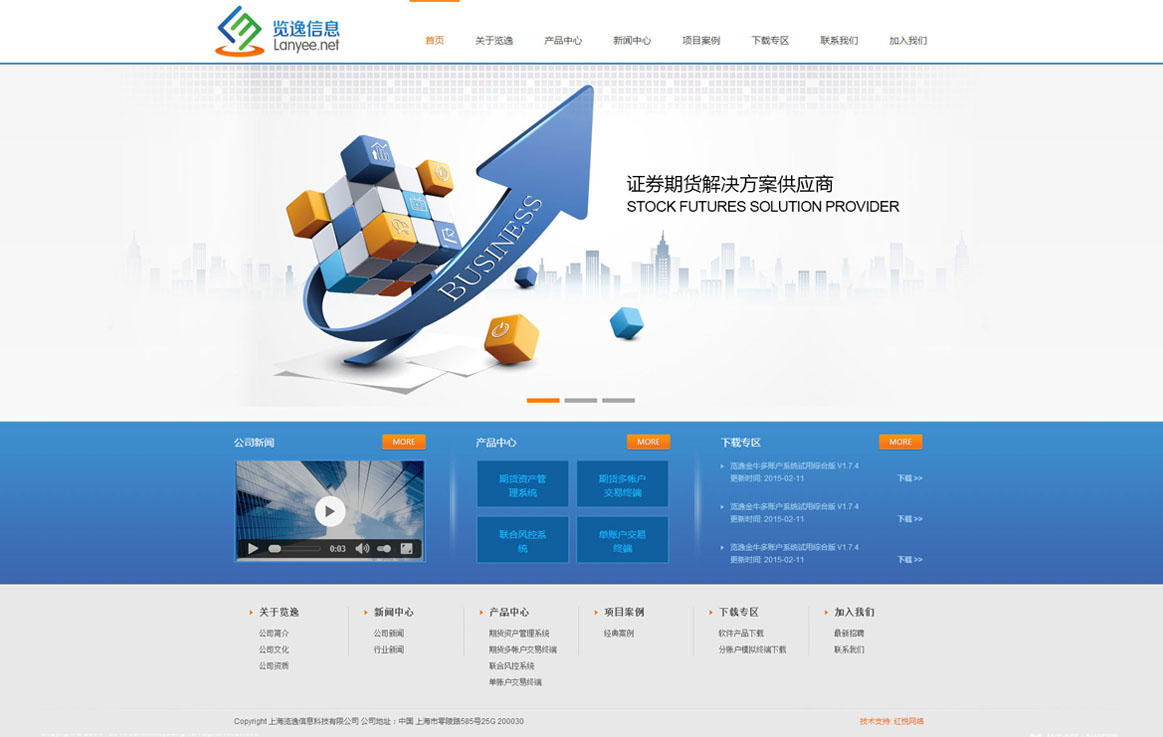 览逸信息
Lanyee.net
首页 关于览逸 产品中心 新闻中心 项目案例 下载专区 联系我们 加入我们
证券期货解决方案供应商
STOCK FUTURES SOLUTION PROVIDER
BUSINESS
公司新闻 MORE
0:03
产品中心 MORE
期货资产管
理系统
期货多帐户
交易终端
联合风控系
统
单账户交易
终端
下载专区 MORE
览逸金牛多账户系统试用综合版 V1.7.4
更新时间: 2015-02-11 下载 >>
览逸金牛多账户系统试用综合版 V1.7.4
更新时间: 2015-02-11 下载 >>
览逸金牛多账户系统试用综合版 V1.7.4
更新时间: 2015-02-11 下载 >>
关于览逸
公司简介
公司文化
公司资质
新闻中心
公司新闻
行业新闻
产品中心
期货资产管理系统
期货多帐户交易终端
联合风控系统
单账户交易终端
项目案例
经典案例
下载专区
软件产品下载
分账户模拟终端下载
加入我们
最新招聘
联系我们
Copyright 上海览逸信息科技有限公司 公司地址：中国 上海市零陵路585号25G 200030
技术支持: 红悦网络